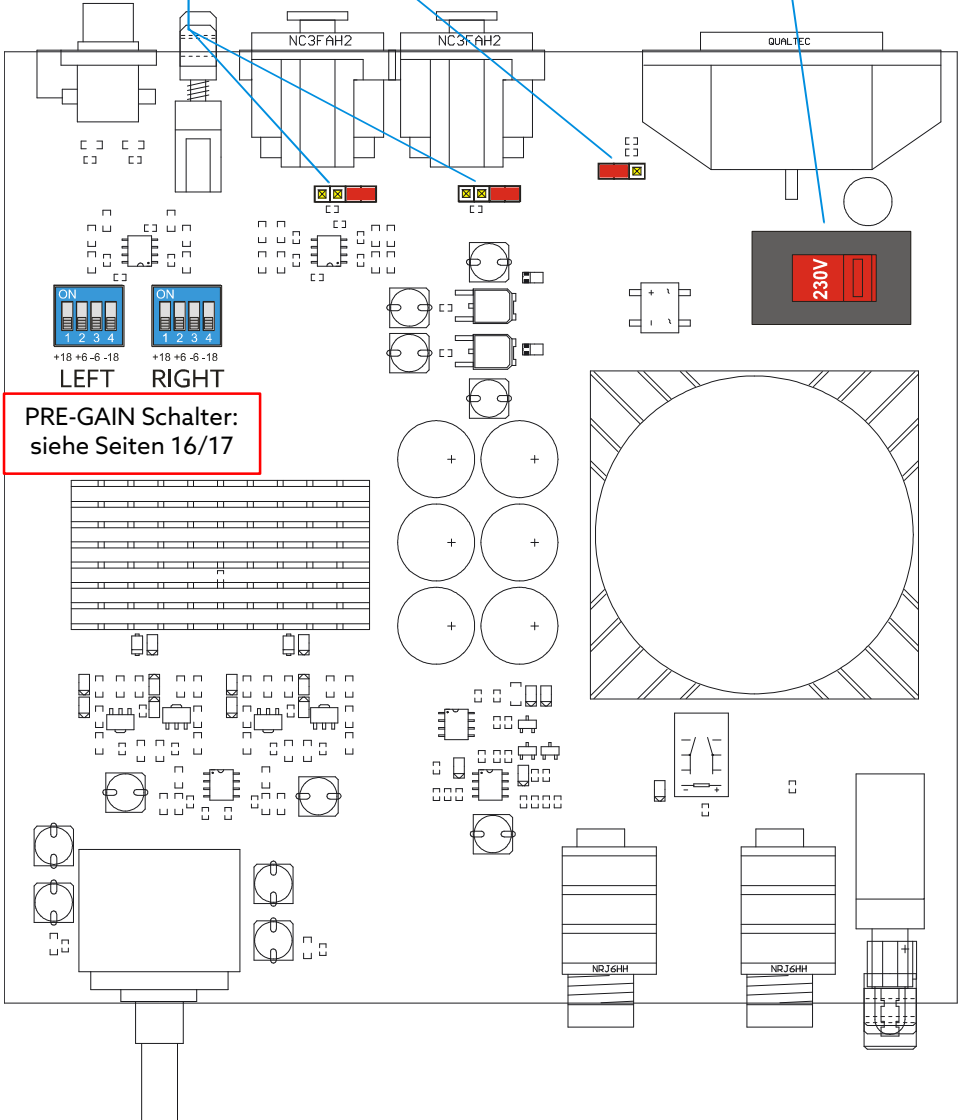 NC3FAH2
NC3FAH2
QUALTEC
230V
ON
1 2 3 4
+18 +6 -6 -18
LEFT
ON
1 2 3 4
+18 +6 -6 -18
RIGHT
PRE-GAIN Schalter:
siehe Seiten 16/17
NRJ6HH
NRJ6HH